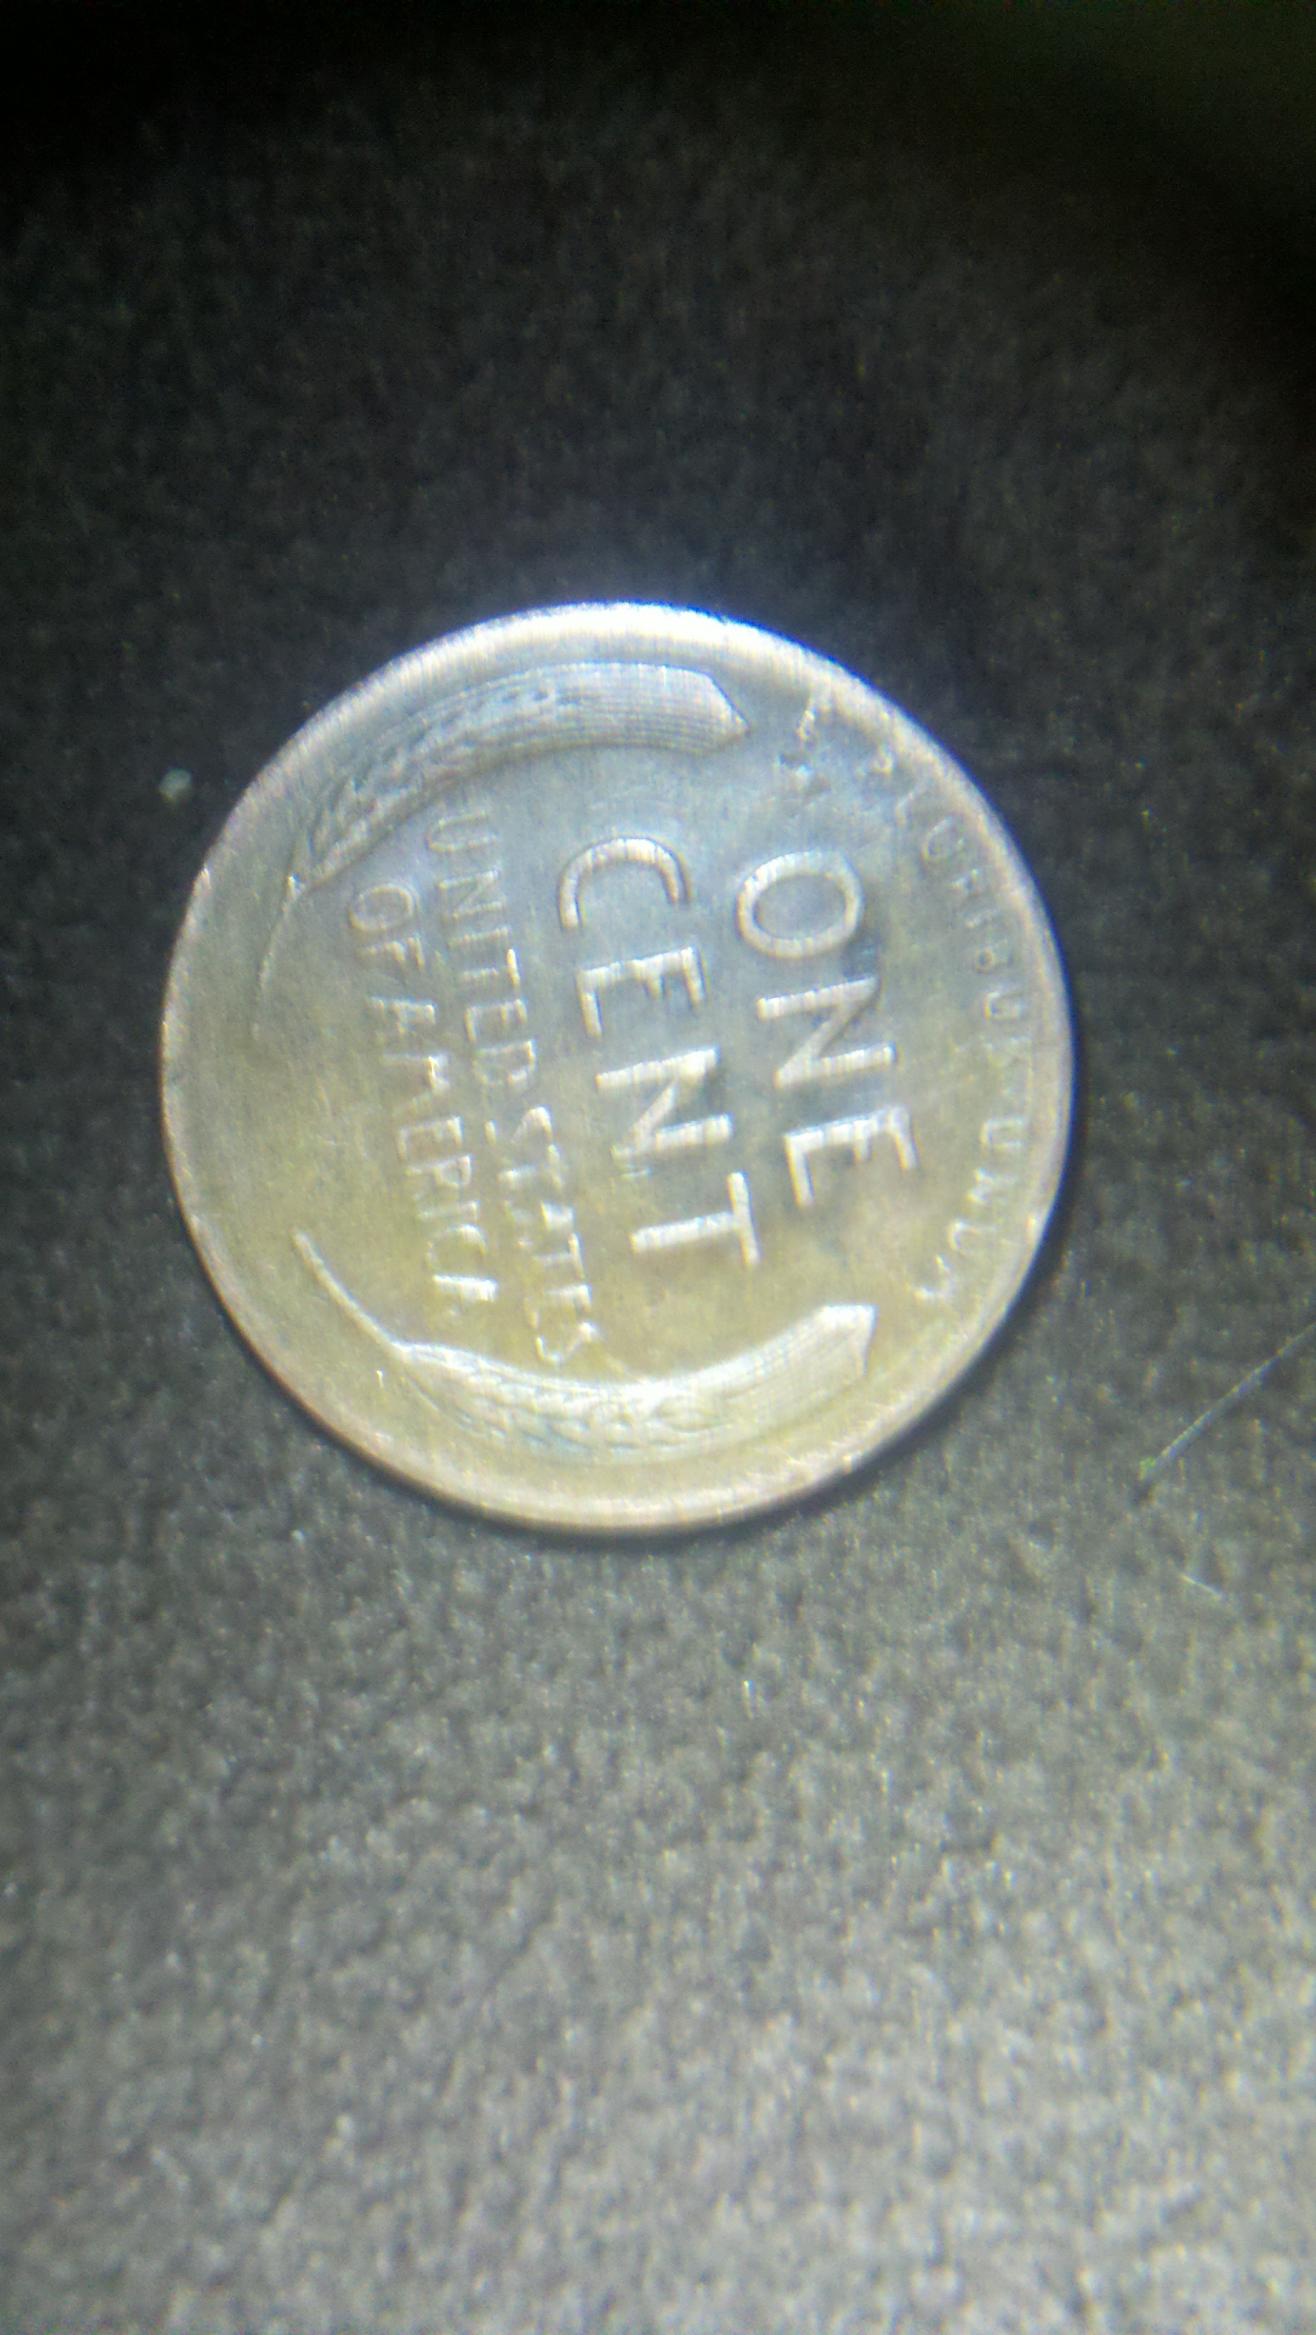 PLURIBUS UNUM
ONE
CENT
UNITED STATES
OF AMERICA